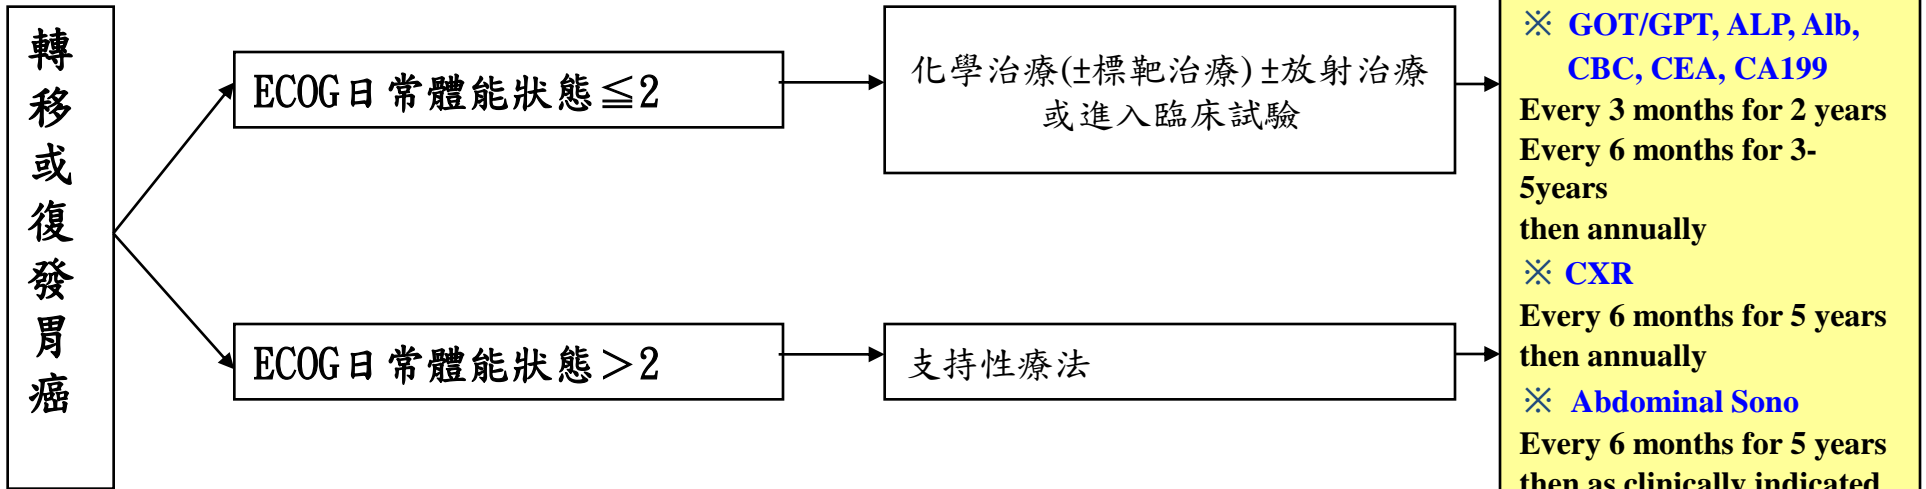 轉移或復發胃癌
ECOG日常體能狀態≦2
化學治療(±標靶治療)±放射治療
或進入臨床試驗
ECOG日常體能狀態＞2
支持性療法
※ GOT/GPT, ALP, Alb,
CBC, CEA, CA199
Every 3 months for 2 years
Every 6 months for 3-
5years
then annually
※ CXR
Every 6 months for 5 years
then annually
※ Abdominal Sono
Every 6 months for 5 years
then as clinically indicated